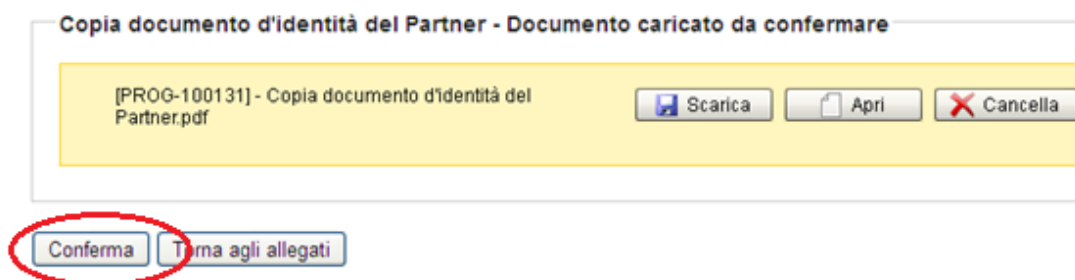 Copia documento d'identità del Partner - Documento caricato da confermare
[PROG-100131] - Copia documento d'identità del
Partner.pdf
Scarica
Apri
Cancella
Conferma
Torna agli allegati